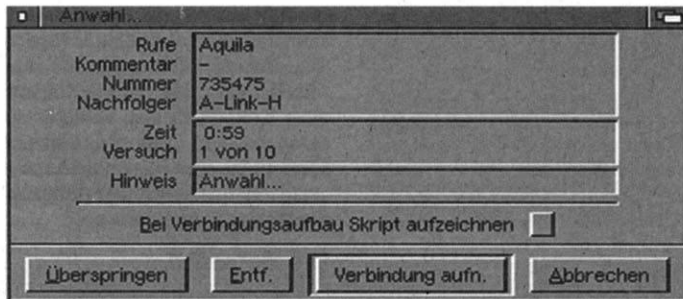 Anwahl...
Rufe Aquila
Kommentar –
Nummer 735475
Nachfolger A-Link-H
Zeit 0:59
Versuch 1 von 10
Hinweis Anwahl...
Bei Verbindungsaufbau Skript aufzeichnen
Überspringen Entf. Verbindung aufn. Abbrechen